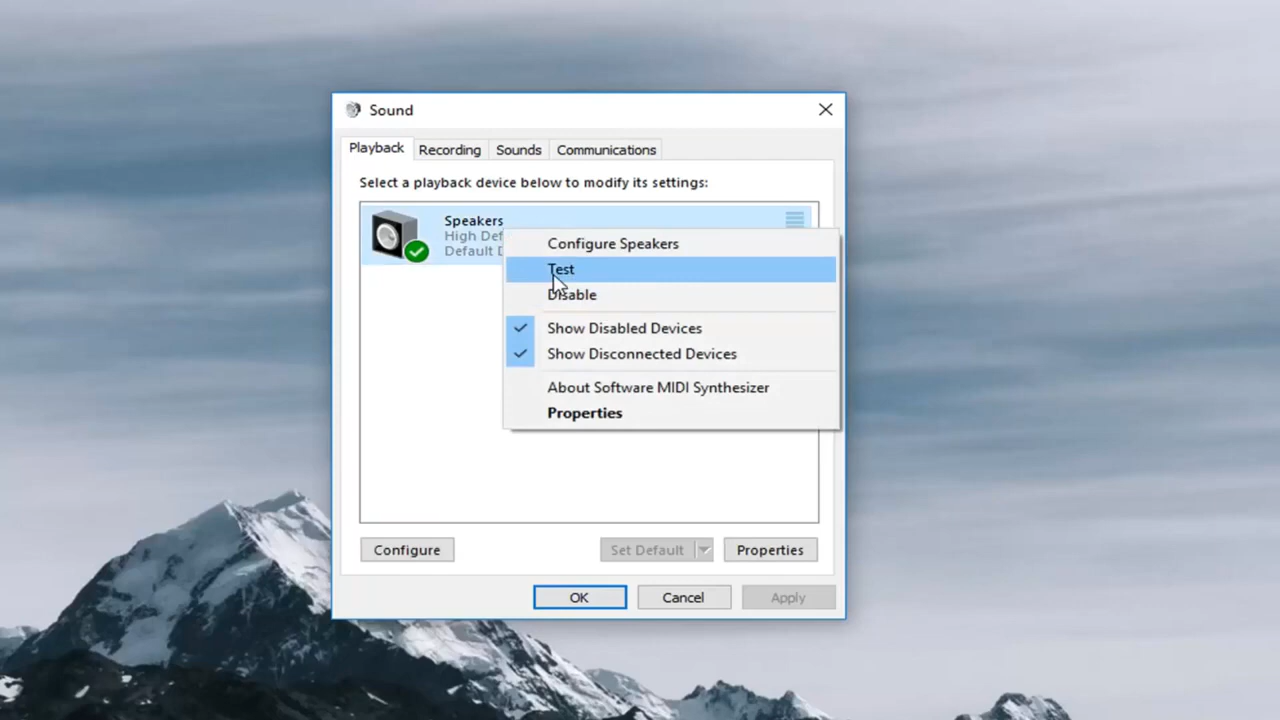 Sound
Playback
Recording
Sounds
Communications
Select a playback device below to modify its settings:
Speakers
High Def
Default D
Configure Speakers
Test
Disable
Show Disabled Devices
Show Disconnected Devices
About Software MIDI Synthesizer
Properties
Configure
Set Default
Properties
OK
Cancel
Apply